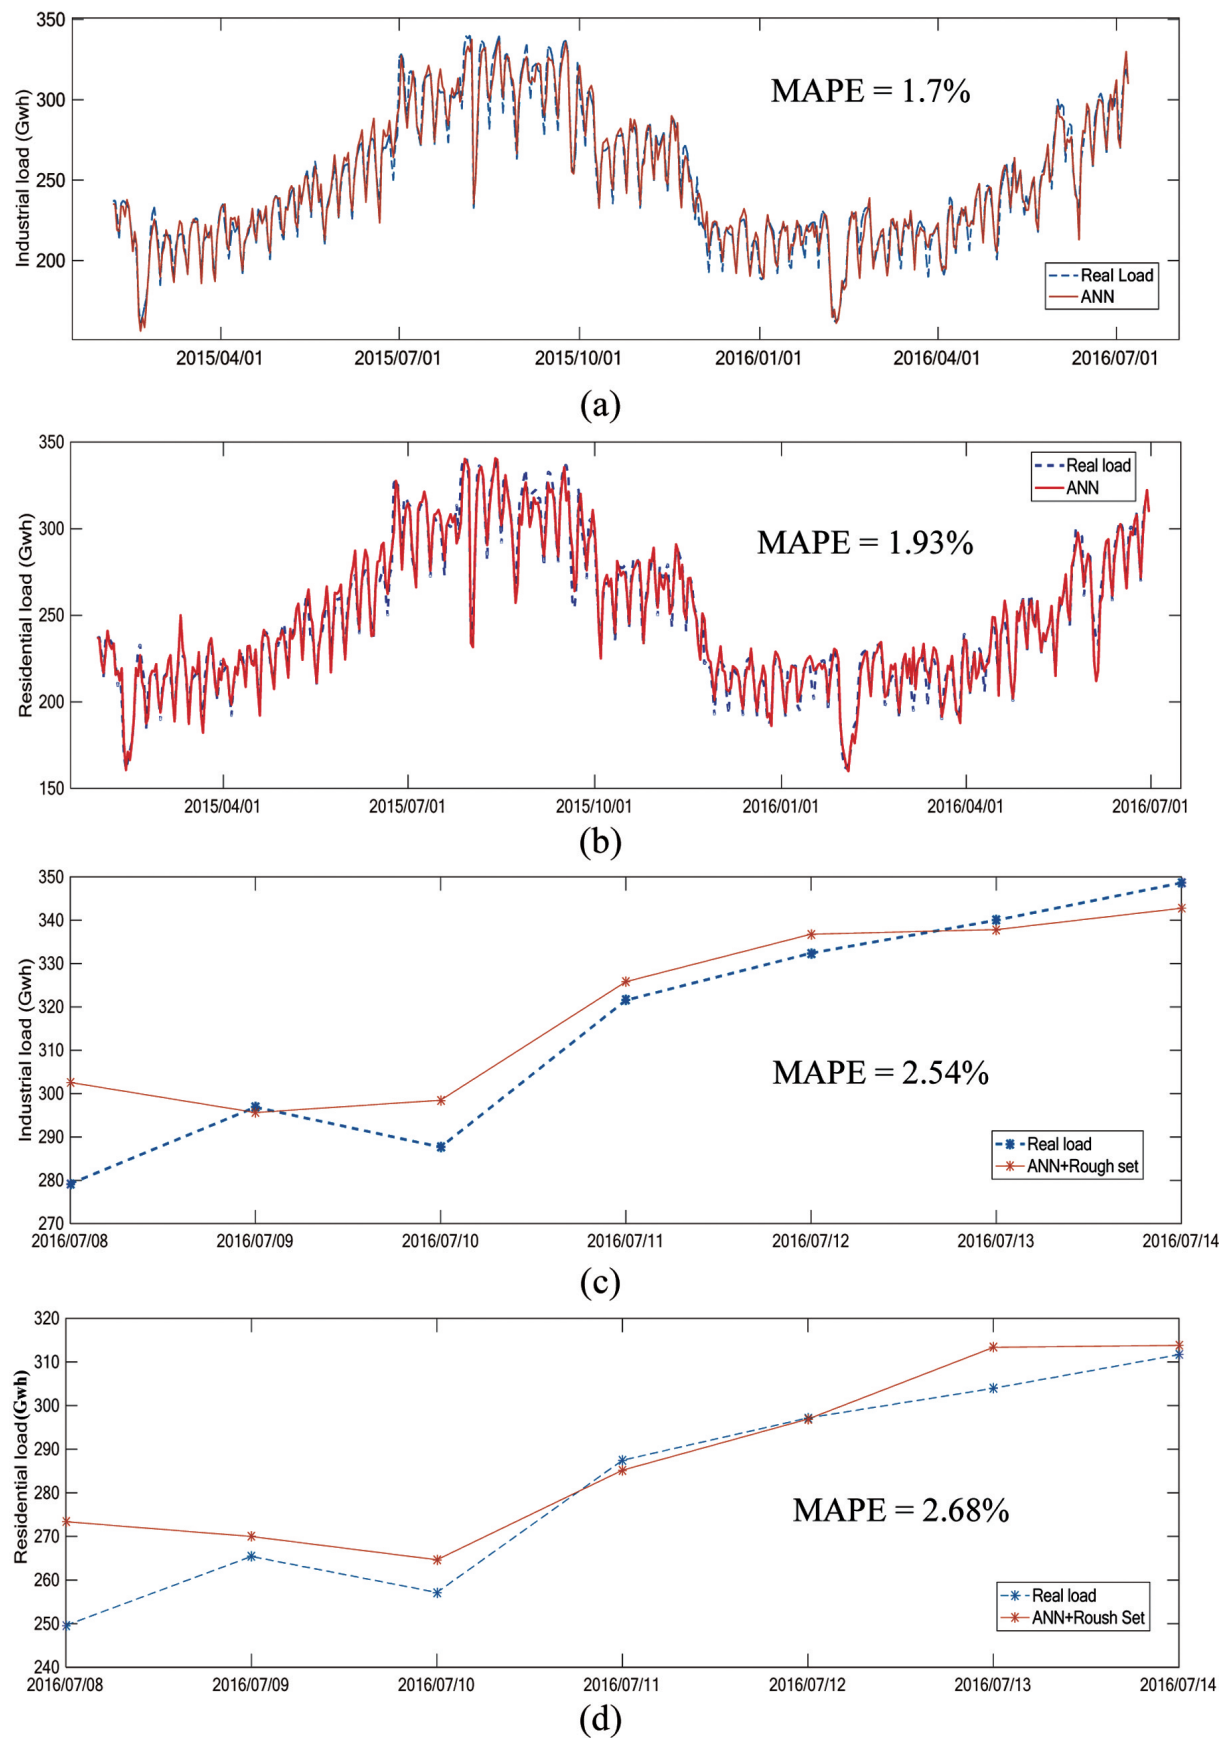 350
300
250
200
Industrial load (Gwh)
MAPE = 1.7%
Real Load
ANN
2015/04/01 2015/07/01 2015/10/01 2016/01/01 2016/04/01 2016/07/01
(a)
350
300
250
200
150
Residential load (Gwh)
Real load
ANN
MAPE = 1.93%
2015/04/01 2015/07/01 2015/10/01 2016/01/01 2016/04/01 2016/07/01
(b)
350
340
330
320
310
300
290
280
270
Industrial load (Gwh)
MAPE = 2.54%
Real load
ANN+Rough set
2016/07/08 2016/07/09 2016/07/10 2016/07/11 2016/07/12 2016/07/13 2016/07/14
(c)
320
310
300
290
280
270
260
250
240
Residential load(Gwh)
MAPE = 2.68%
Real load
ANN+Roush Set
2016/07/08 2016/07/09 2016/07/10 2016/07/11 2016/07/12 2016/07/13 2016/07/14
(d)